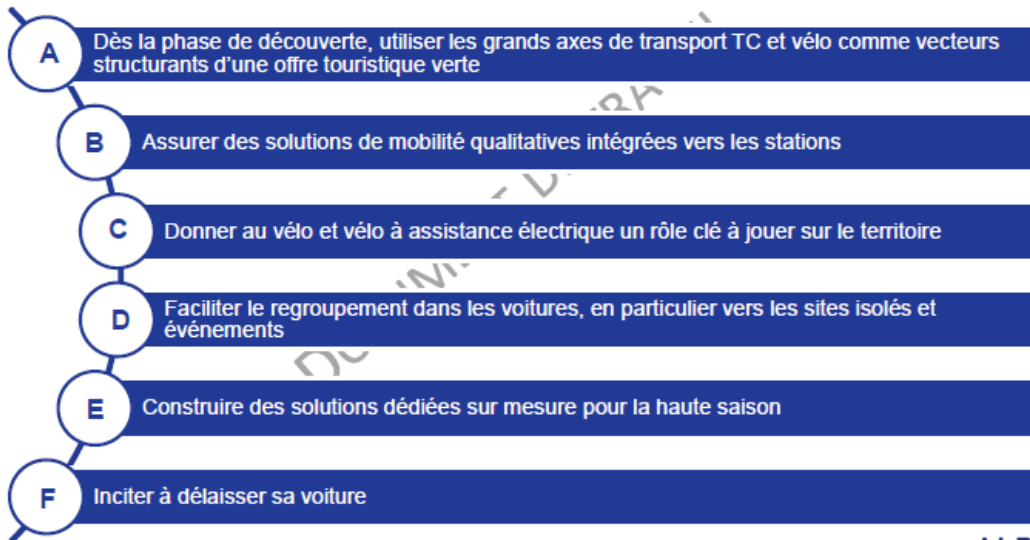 A
Dès la phase de découverte, utiliser les grands axes de transport TC et vélo comme vecteurs
structurants d'une offre touristique verte
B
Assurer des solutions de mobilité qualitatives intégrées vers les stations
C
Donner au vélo et vélo à assistance électrique un rôle clé à jouer sur le territoire
D
Faciliter le regroupement dans les voitures, en particulier vers les sites isolés et
événements
E
Construire des solutions dédiées sur mesure pour la haute saison
F
Inciter à délaisser sa voiture